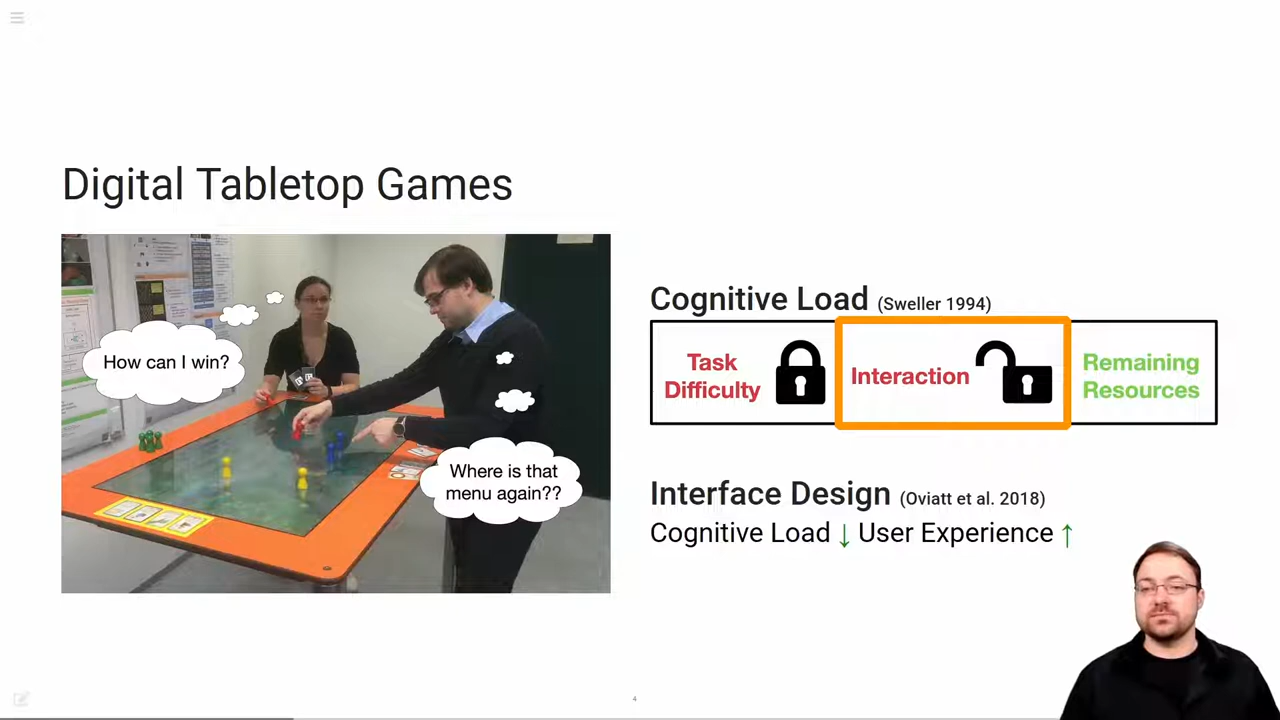 Digital Tabletop Games
How can I win?
Where is that
menu again??
Cognitive Load (Sweller 1994)
Task
Difficulty
Interaction
Remaining
Resources
Interface Design (Oviatt et al. 2018)
Cognitive Load ↓ User Experience ↑
4